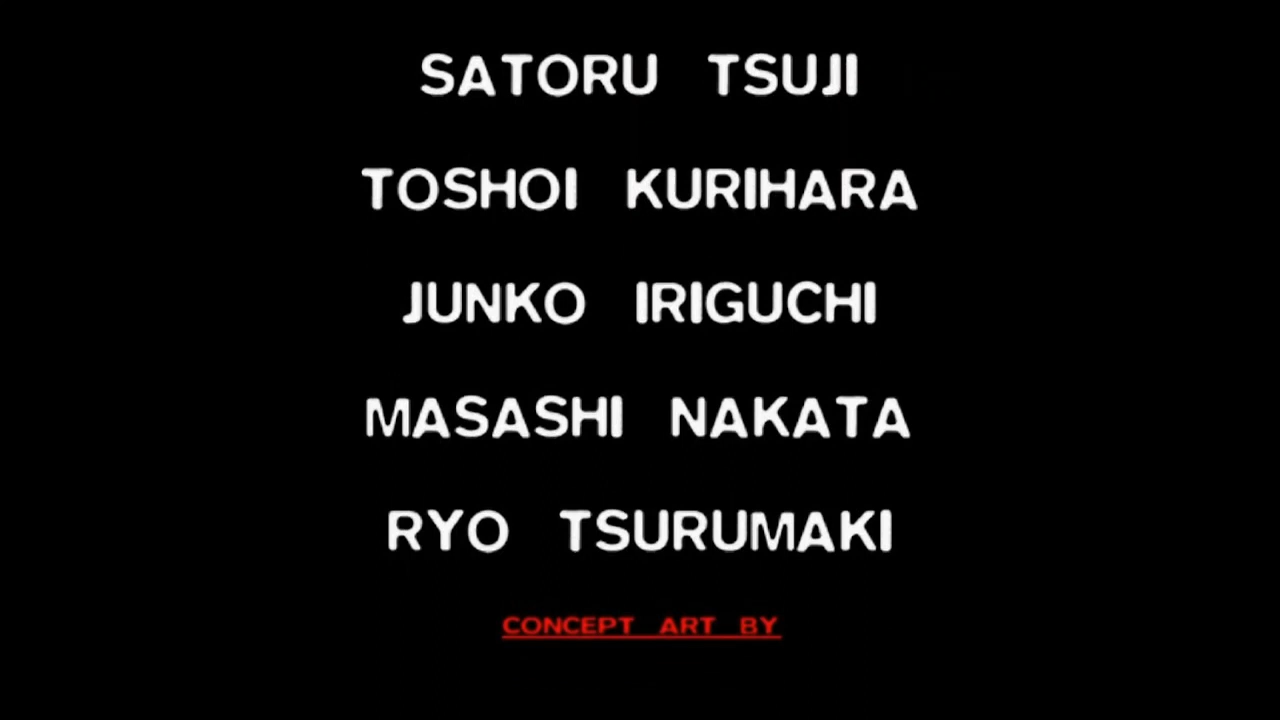 SATORU TSUJI
TOSHOI KURIHARA
JUNKO IRIGUCHI
MASASHI NAKATA
RYO TSURUMAKI
CONCEPT ART BY